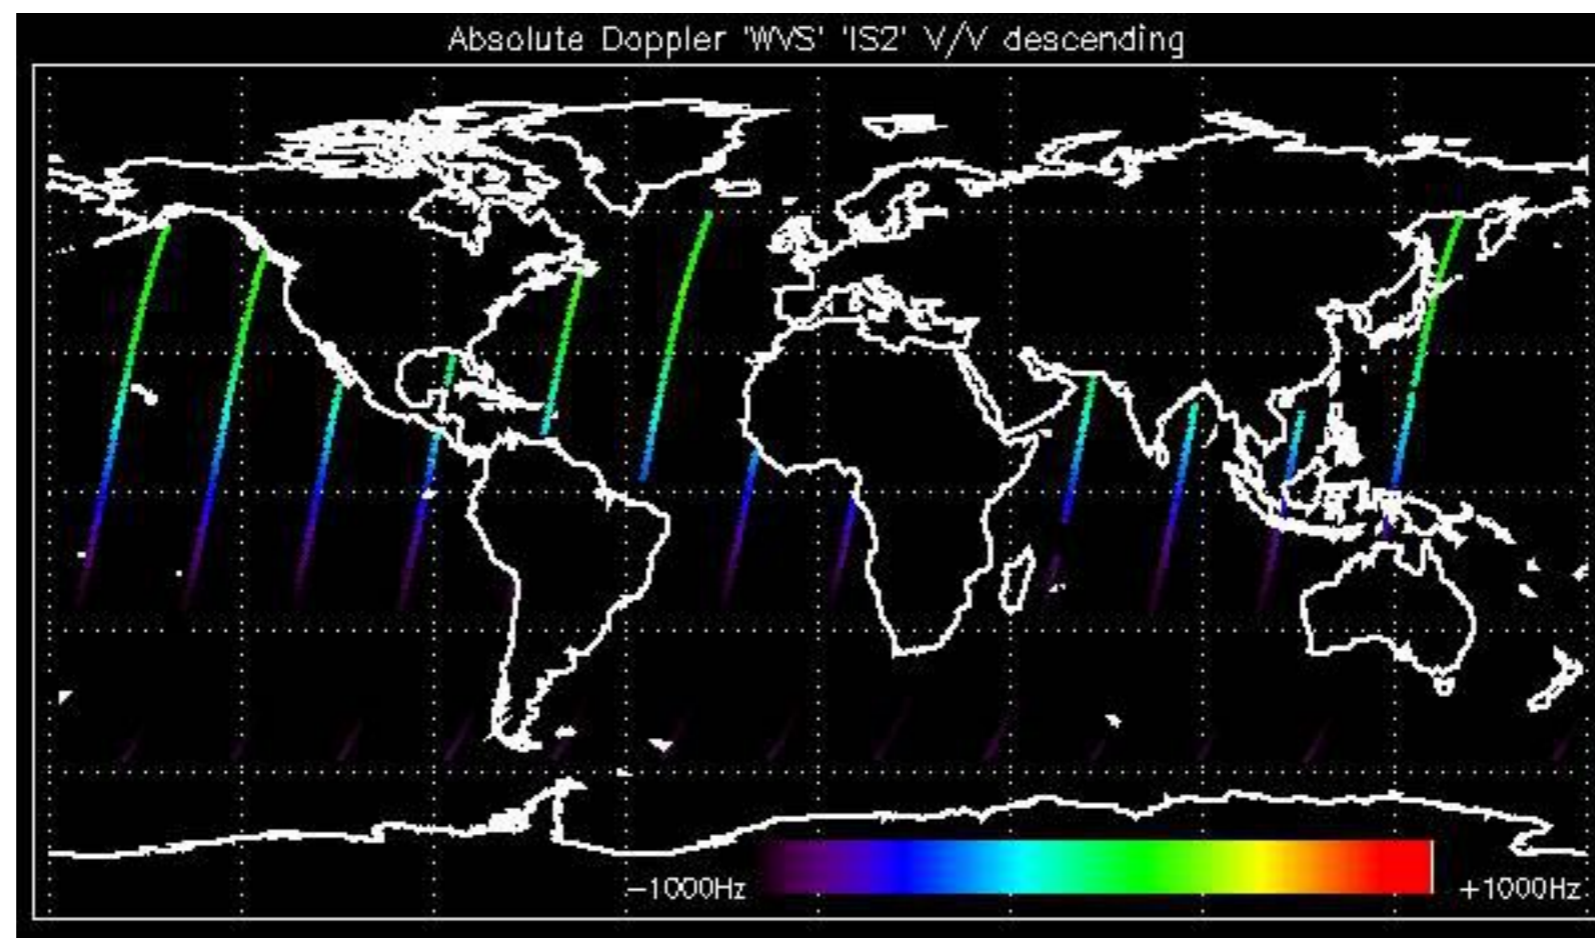 Absolute Doppler 'WVS' 'IS2' V/V descending
−1000Hz
+1000Hz